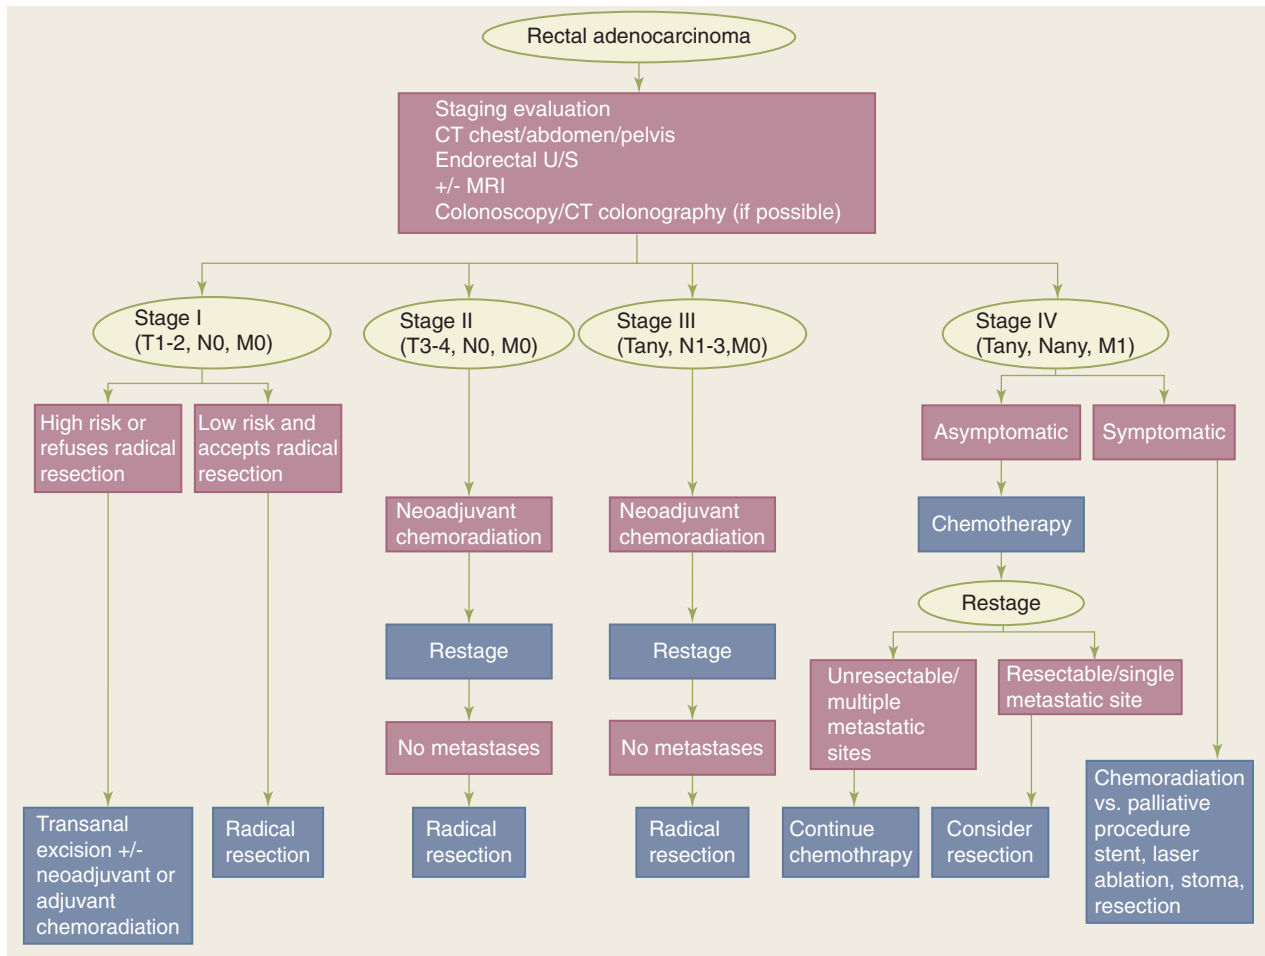 Rectal adenocarcinoma
Staging evaluation
CT chest/abdomen/pelvis
Endorectal U/S
+/- MRI
Colonoscopy/CT colonography (if possible)
Stage I
(T1-2, N0, M0)
Stage II
(T3-4, N0, M0)
Stage III
(Tany, N1-3,M0)
Stage IV
(Tany, Nany, M1)
High risk or
refuses radical
resection
Low risk and
accepts radical
resection
Asymptomatic
Symptomatic
Neoadjuvant
chemoradiation
Neoadjuvant
chemoradiation
Chemotherapy
Restage
Restage
Restage
Unresectable/
multiple
metastatic
sites
Resectable/single
metastatic site
No metastases
No metastases
Transanal
excision +/-
neoadjuvant or
adjuvant
chemoradiation
Radical
resection
Radical
resection
Radical
resection
Continue
chemothrapy
Consider
resection
Chemoradiation
vs. palliative
procedure
stent, laser
ablation, stoma,
resection